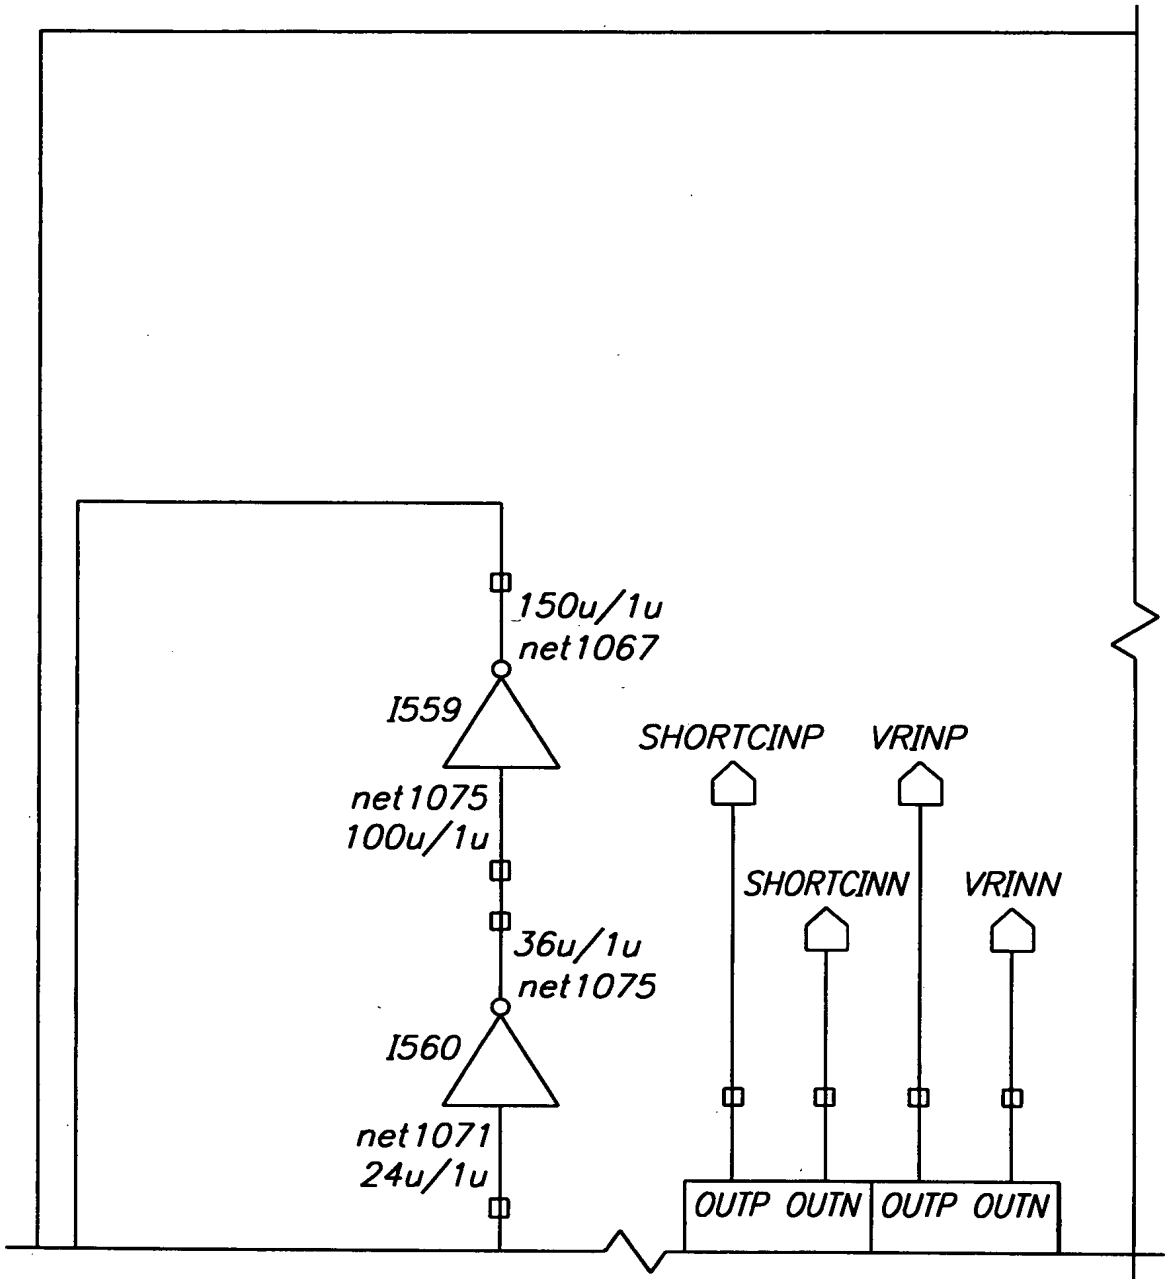 150u/1u
net1067
I559
net1075
100u/1u
SHORTCINP
VRINP
SHORTCINN
VRINN
36u/1u
net1075
I560
net1071
24u/1u
OUTP OUTN OUTP OUTN